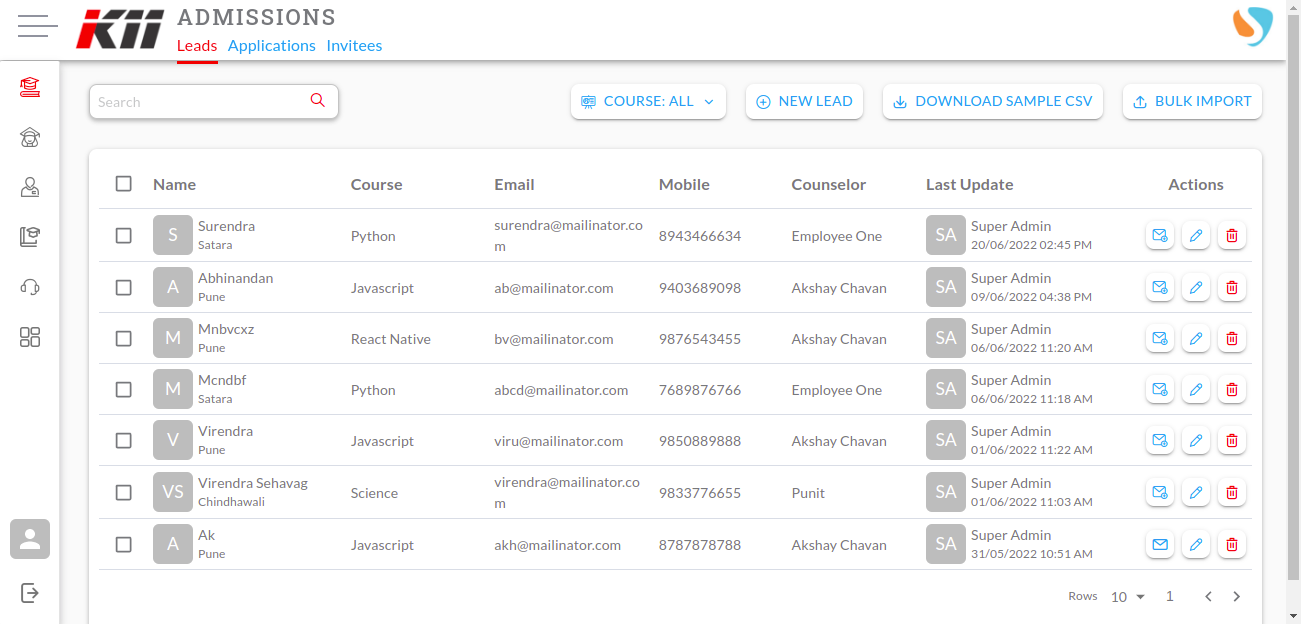 KII
ADMISSIONS
Leads Applications Invitees
Search
COURSE: ALL
NEW LEAD
DOWNLOAD SAMPLE CSV
BULK IMPORT
Name Course Email Mobile Counselor Last Update Actions
S Surendra Satara Python surendra@mailinator.co
m 8943466634 Employee One SA Super Admin 20/06/2022 02:45 PM
A Abhinandan Pune Javascript ab@mailinator.com 9403689098 Akshay Chavan SA Super Admin 09/06/2022 04:38 PM
M Mnbvcxz Pune React Native bv@mailinator.com 9876543455 Akshay Chavan SA Super Admin 06/06/2022 11:20 AM
M Mcndbf Satara Python abcd@mailinator.com 7689876766 Employee One SA Super Admin 06/06/2022 11:18 AM
V Virendra Pune Javascript viru@mailinator.com 9850889888 Akshay Chavan SA Super Admin 01/06/2022 11:22 AM
VS Virendra Sehavag Chindhawali Science virendra@mailinator.co
m 9833776655 Punit SA Super Admin 01/06/2022 11:03 AM
A Ak Pune Javascript akh@mailinator.com 8787878788 Akshay Chavan SA Super Admin 31/05/2022 10:51 AM
Rows 10 1